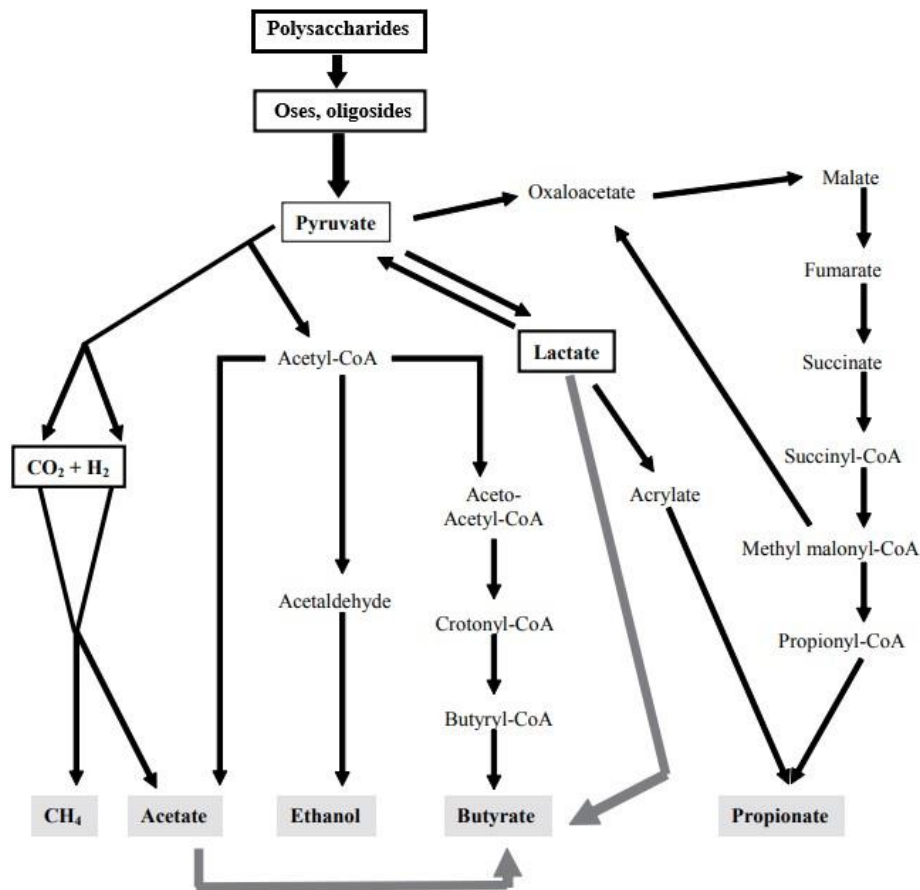 Polysaccharides
Oses, oligosides
Pyruvate
Oxaloacetate
Malate
Fumarate
Acetyl-CoA
Lactate
Succinate
CO₂ + H₂
Aceto-
Acetyl-CoA
Acrylate
Succinyl-CoA
Methyl malonyl-CoA
Acetaldehyde
Crotonyl-CoA
Propionyl-CoA
Butyryl-CoA
CH₄
Acetate
Ethanol
Butyrate
Propionate